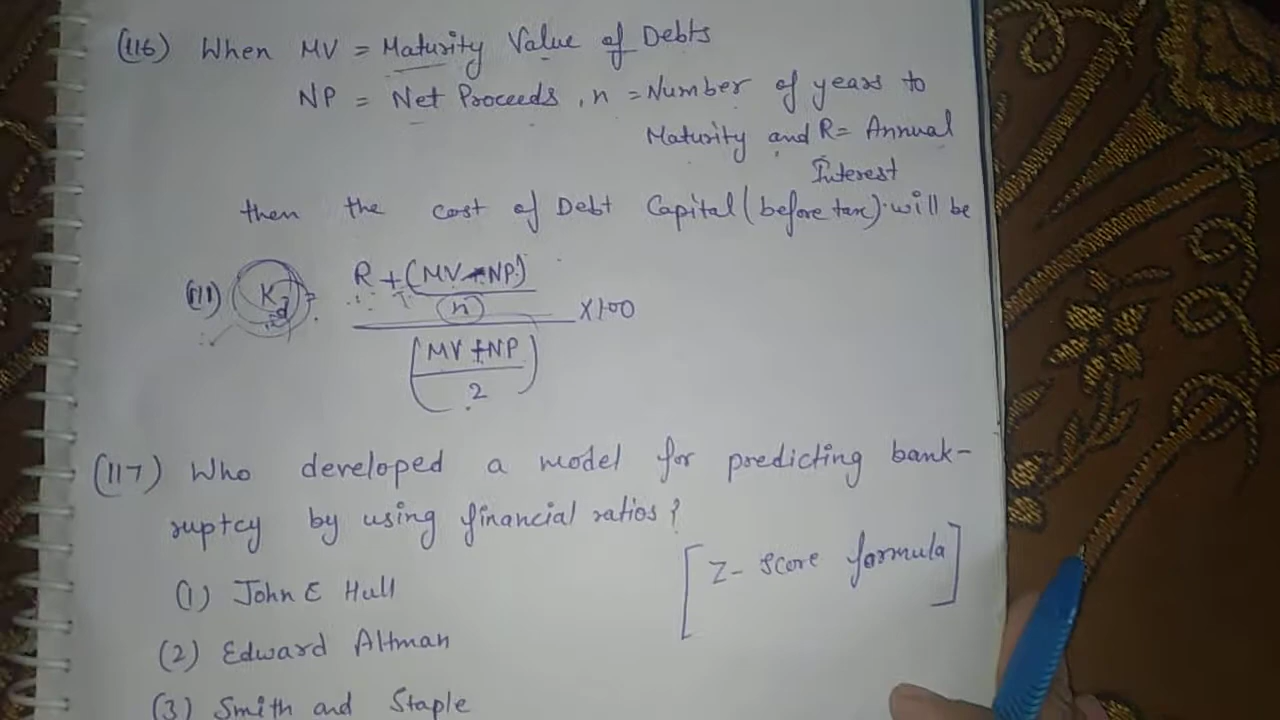 (116) When MV = Maturity Value of Debts
NP = Net Proceeds, n = Number of years to
Maturity and R= Annual
Interest
then the cost of Debt Capital (before tax) will be
(111) Kd = R + (MV - NP)
n
X100
(MV + NP
2)
(117) Who developed a model for predicting bank-
ruptcy by using financial ratios?
[Z- score formula]
(1) John E Hull
(2) Edward Altman
(3) Smith and Staple